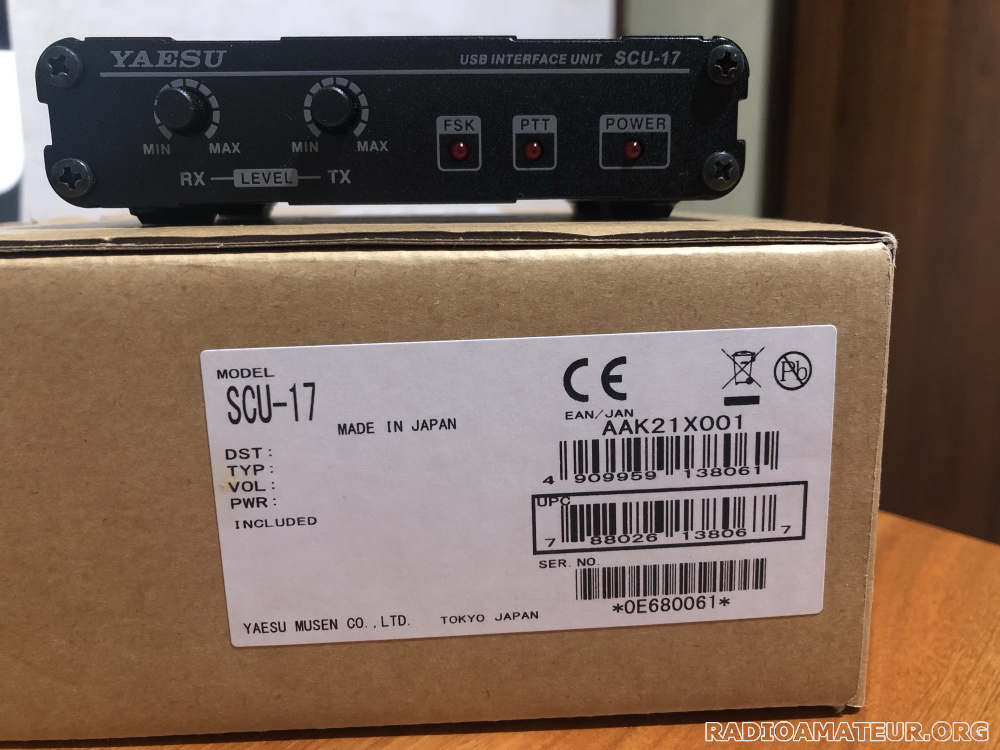 YAESU
USB INTERFACE UNIT SCU-17
MIN MAX MIN MAX
RX LEVEL TX
FSK PTT POWER
MODEL
SCU-17
MADE IN JAPAN
DST:
TYP:
VOL:
PWR:
INCLUDED
YAESU MUSEN CO.,LTD. TOKYO JAPAN
CE
Pb
EAN/JAN
AAK21X001
4 909959 138061
UPC
7 88026 13806 7
SER. NO.
*0E680061*
RADIOAMATEUR.ORG